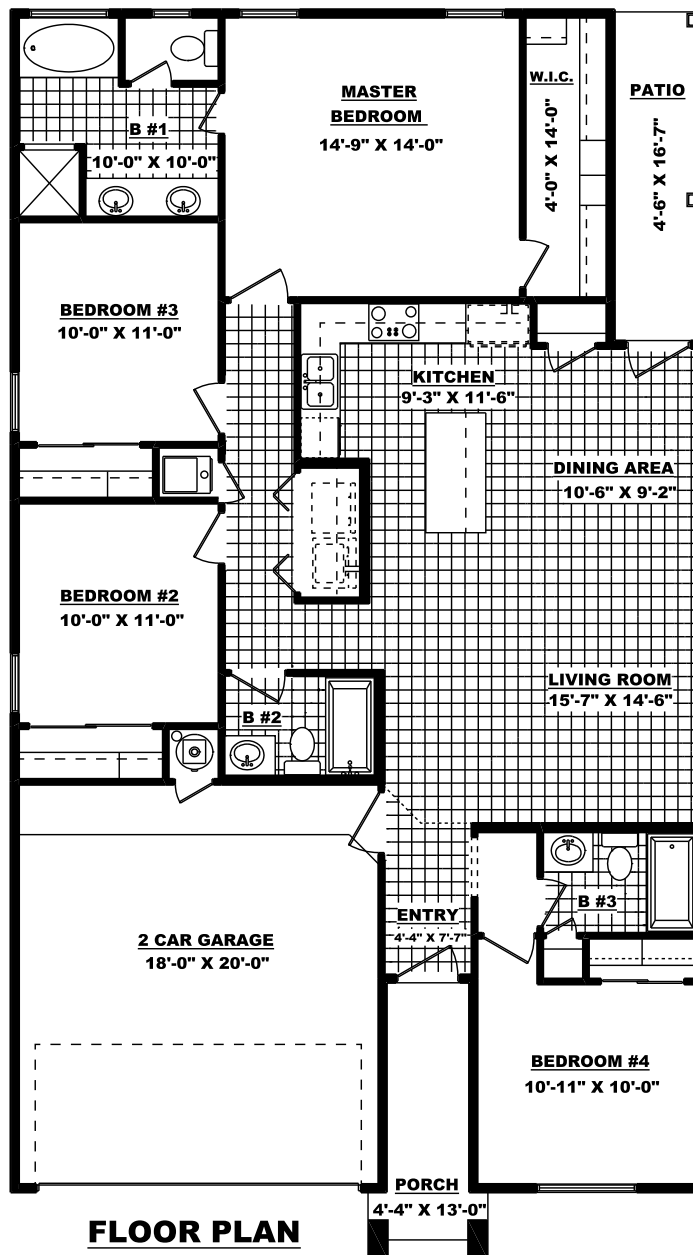 MASTER
BEDROOM
14'-9" X 14'-0"
W.I.C.
4'-0" X 14'-0"
PATIO
4'-6" X 16'-7"
B #1
10'-0" X 10'-0"
BEDROOM #3
10'-0" X 11'-0"
KITCHEN
9'-3" X 11'-6"
DINING AREA
10'-6" X 9'-2"
BEDROOM #2
10'-0" X 11'-0"
LIVING ROOM
15'-7" X 14'-6"
B #2
B #3
ENTRY
4'-4" X 7'-7"
2 CAR GARAGE
18'-0" X 20'-0"
BEDROOM #4
10'-11" X 10'-0"
PORCH
4'-4" X 13'-0"
FLOOR PLAN